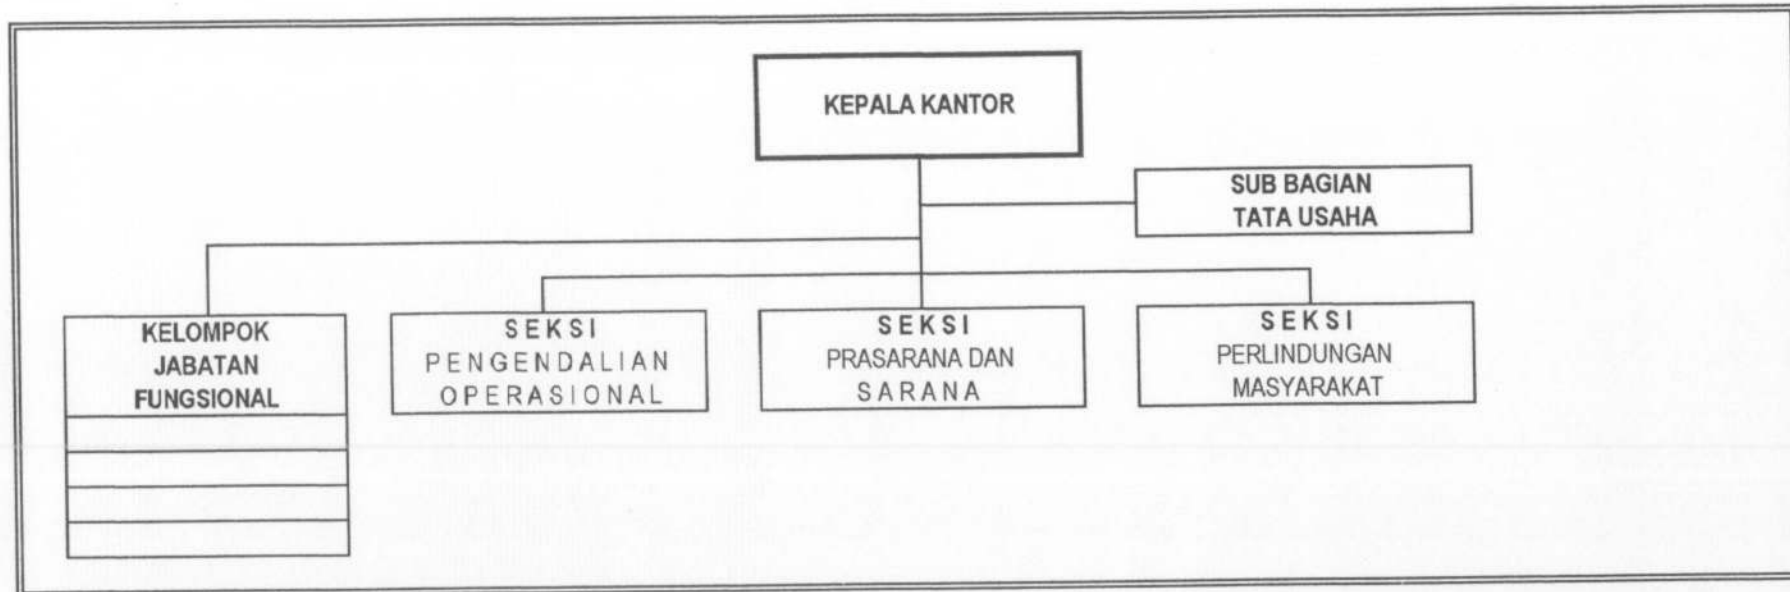 KEPALA KANTOR
SUB BAGIAN
TATA USAHA
KELOMPOK
JABATAN
FUNGSIONAL
SEKSI
PENGENDALIAN
OPERASIONAL
SEKSI
PRASARANA DAN
SARANA
SEKSI
PERLINDUNGAN
MASYARAKAT